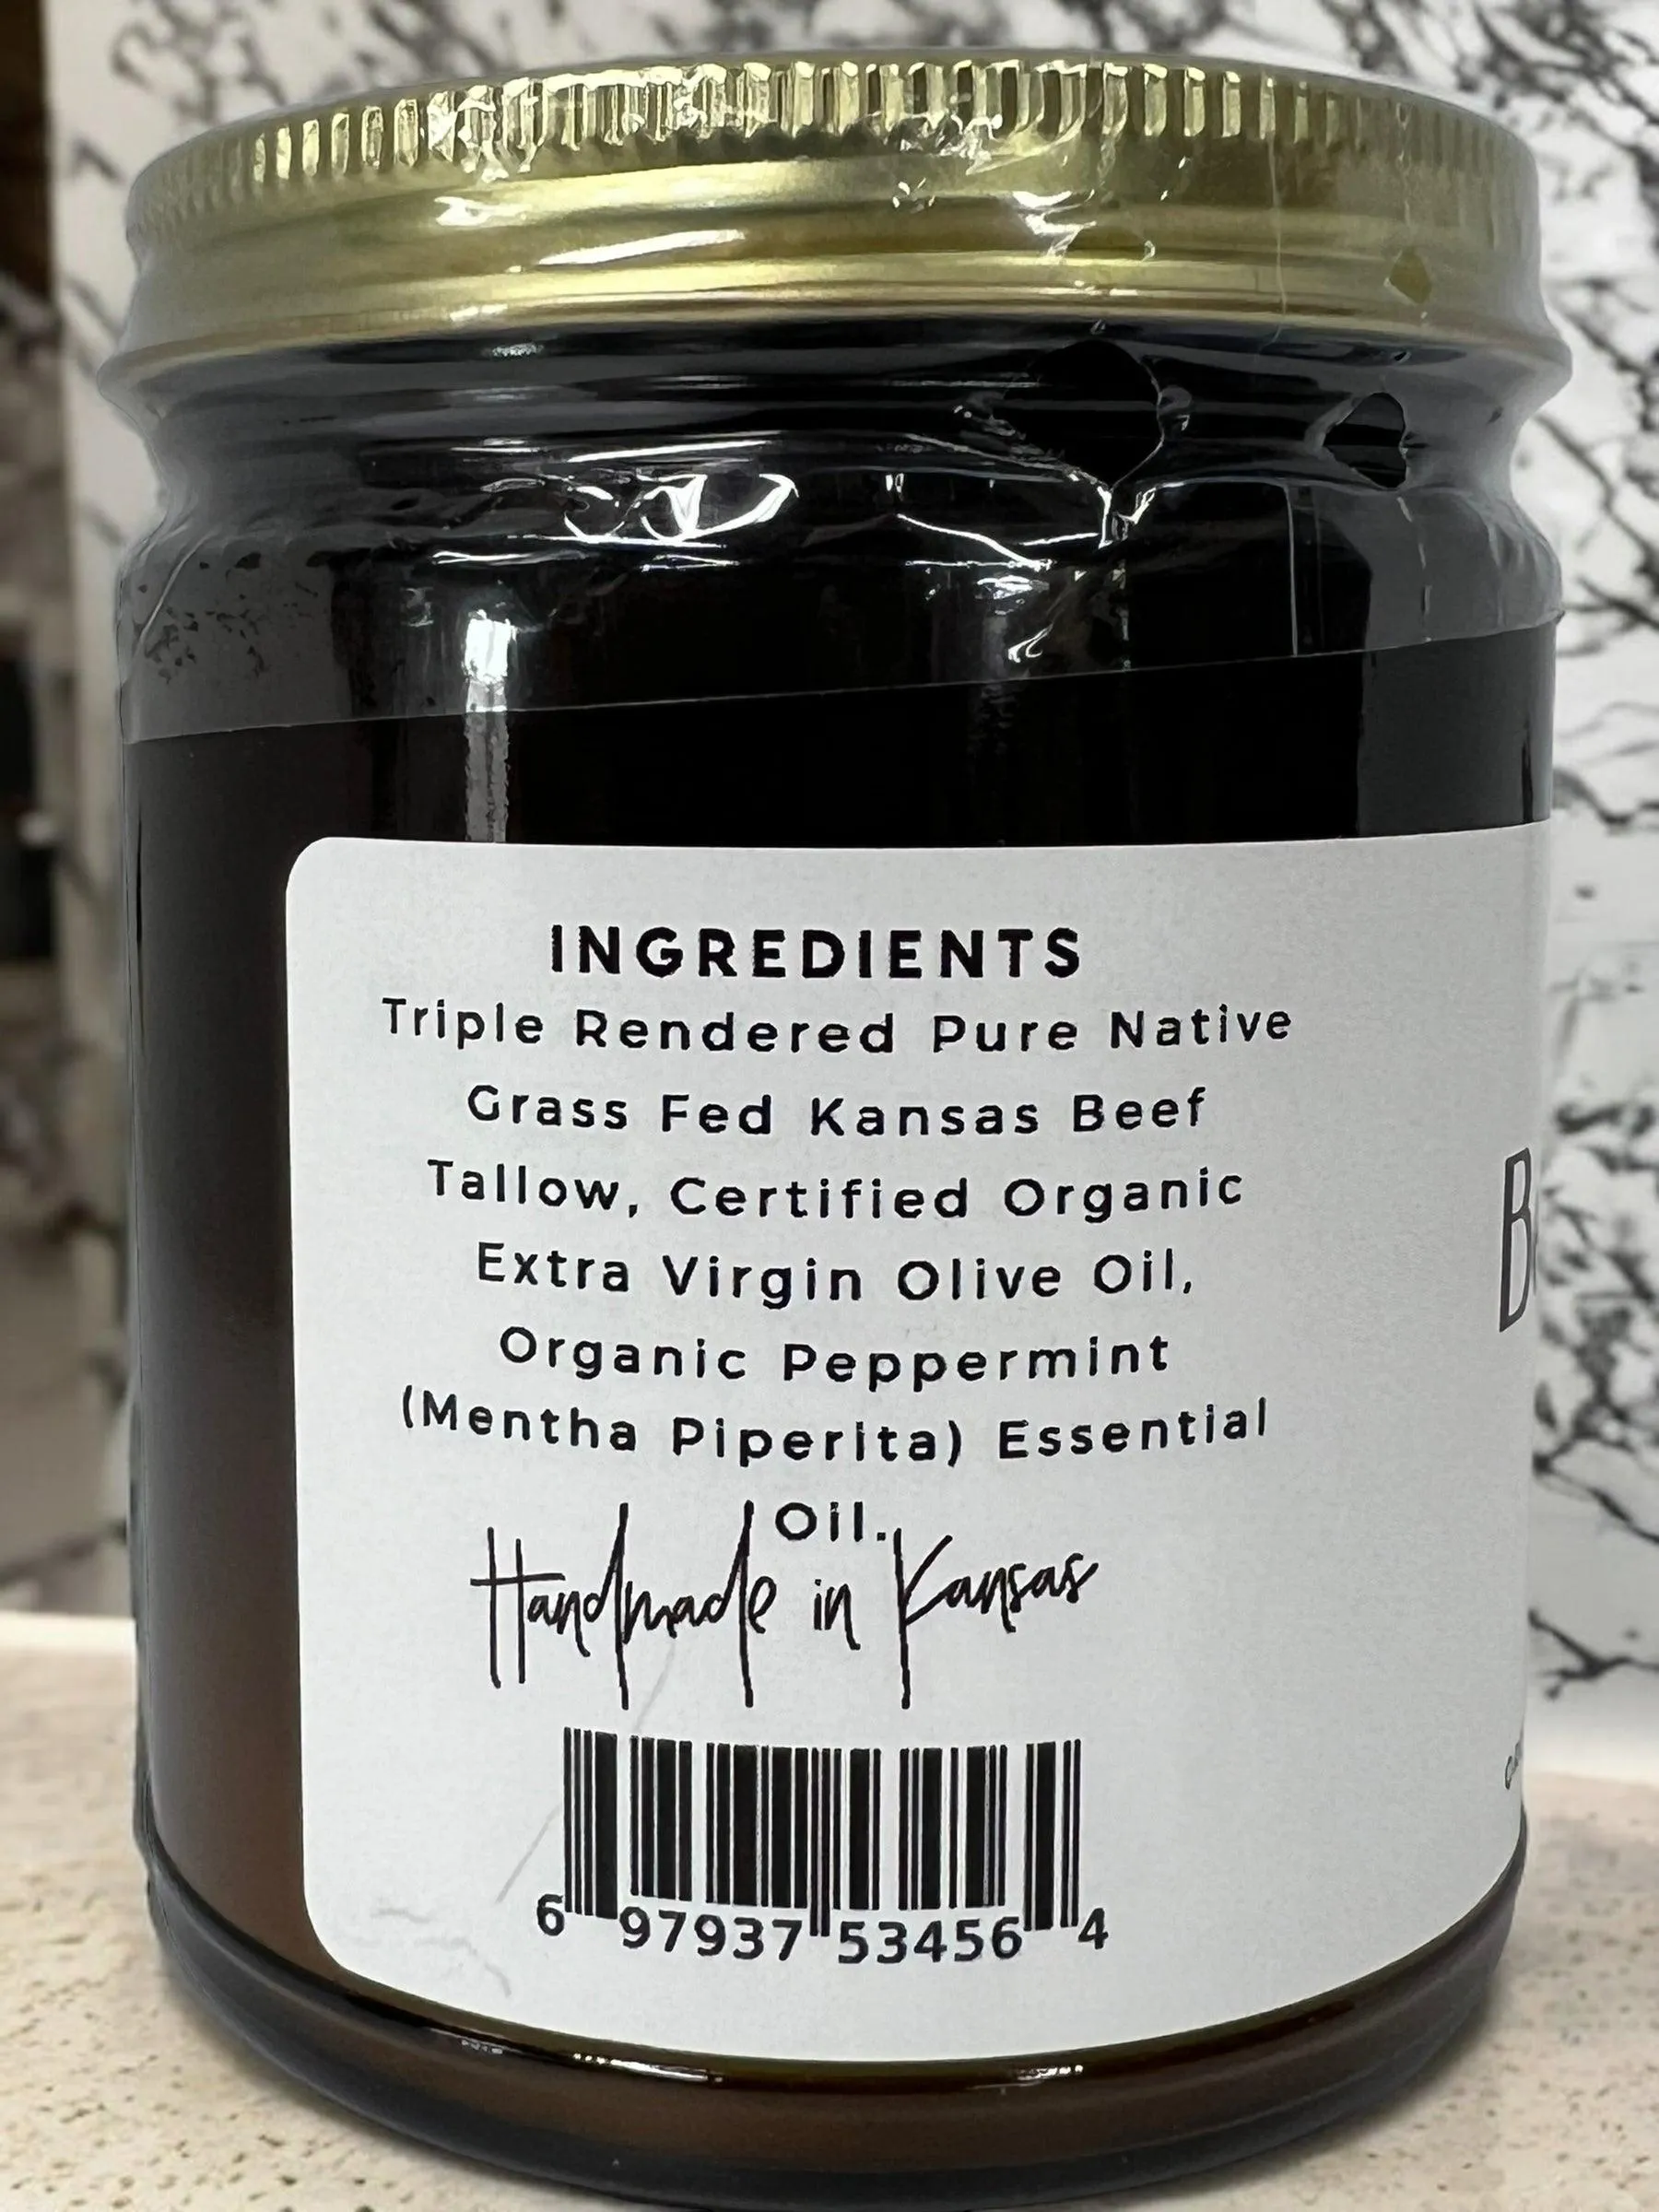 INGREDIENTS
Triple Rendered Pure Native
Grass Fed Kansas Beef
Tallow, Certified Organic
Extra Virgin Olive Oil,
Organic Peppermint
(Mentha Piperita) Essential
Oil.
Handmade in Kansas
6 97937 53456 4